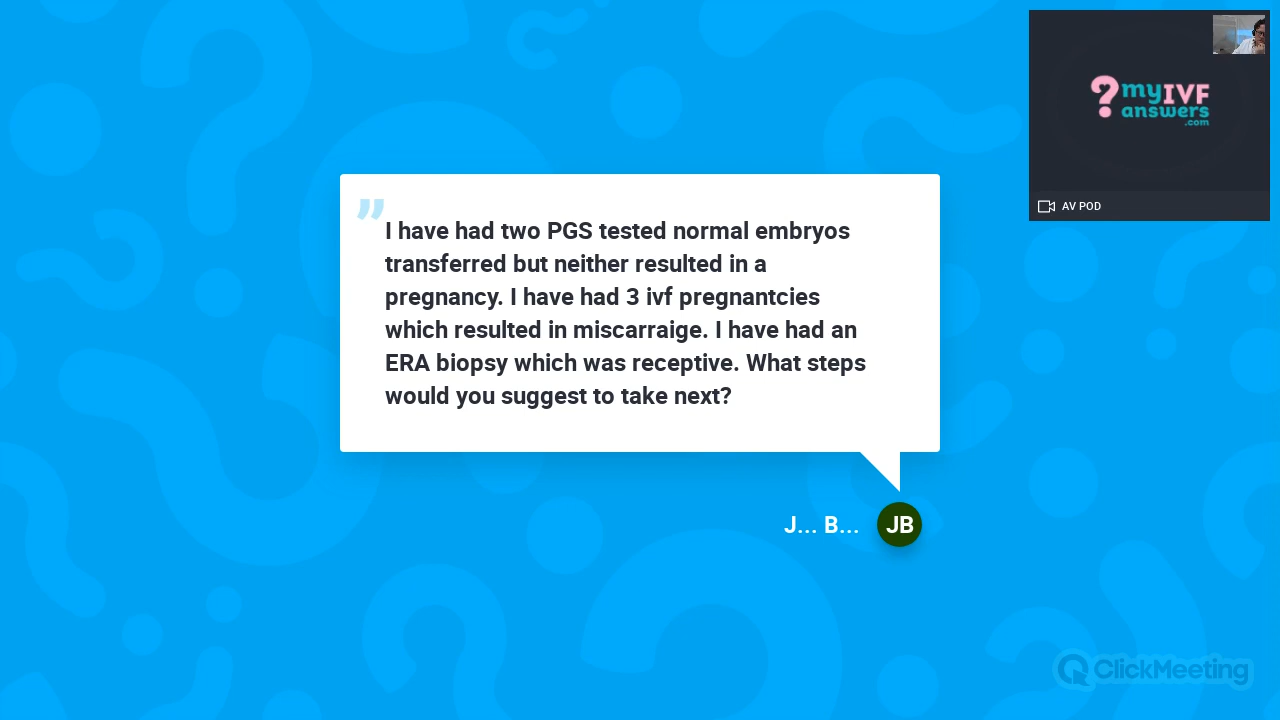 ?myIVF
answers
.com
AV POD
"
I have had two PGS tested normal embryos
transferred but neither resulted in a
pregnancy. I have had 3 ivf pregnantcies
which resulted in miscarraige. I have had an
ERA biopsy which was receptive. What steps
would you suggest to take next?
J... B... JB
ClickMeeting